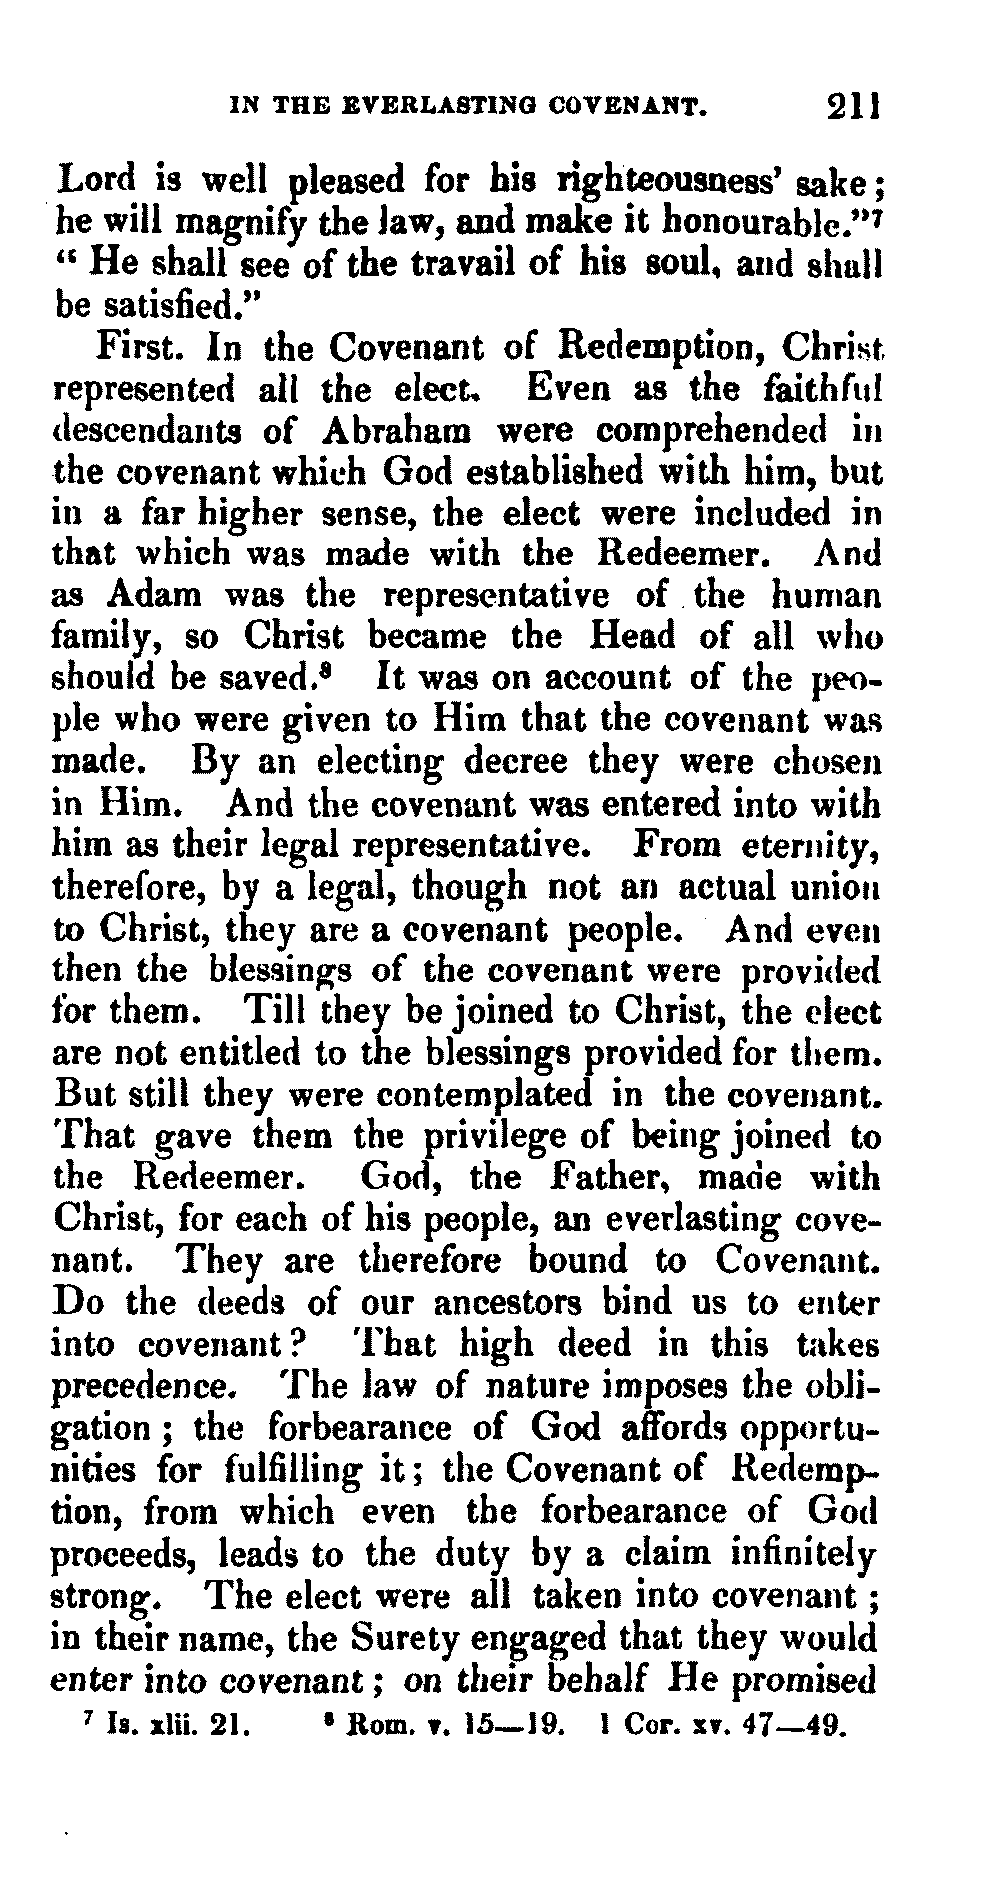 IN THE EVERLASTING COVENANT. 211
Lord is well pleased for his righteousness' sake;
he will magnify the law, and make it honourable."⁷
"He shall see of the travail of his soul, and shall
be satisfied."
First. In the Covenant of Redemption, Christ
represented all the elect. Even as the faithful
descendants of Abraham were comprehended in
the covenant which God established with him, but
in a far higher sense, the elect were included in
that which was made with the Redeemer. And
as Adam was the representative of the human
family, so Christ became the Head of all who
should be saved.⁸ It was on account of the peo-
ple who were given to Him that the covenant was
made. By an electing decree they were chosen
in Him. And the covenant was entered into with
him as their legal representative. From eternity,
therefore, by a legal, though not an actual union
to Christ, they are a covenant people. And even
then the blessings of the covenant were provided
for them. Till they be joined to Christ, the elect
are not entitled to the blessings provided for them.
But still they were contemplated in the covenant.
That gave them the privilege of being joined to
the Redeemer. God, the Father, made with
Christ, for each of his people, an everlasting cove-
nant. They are therefore bound to Covenant.
Do the deeds of our ancestors bind us to enter
into covenant? That high deed in this takes
precedence. The law of nature imposes the obli-
gation; the forbearance of God affords opportu-
nities for fulfilling it; the Covenant of Redemp-
tion, from which even the forbearance of God
proceeds, leads to the duty by a claim infinitely
strong. The elect were all taken into covenant;
in their name, the Surety engaged that they would
enter into covenant; on their behalf He promised
⁷ Is. xlii. 21. ⁸ Rom. v. 15—19. 1 Cor. xv. 47—49.